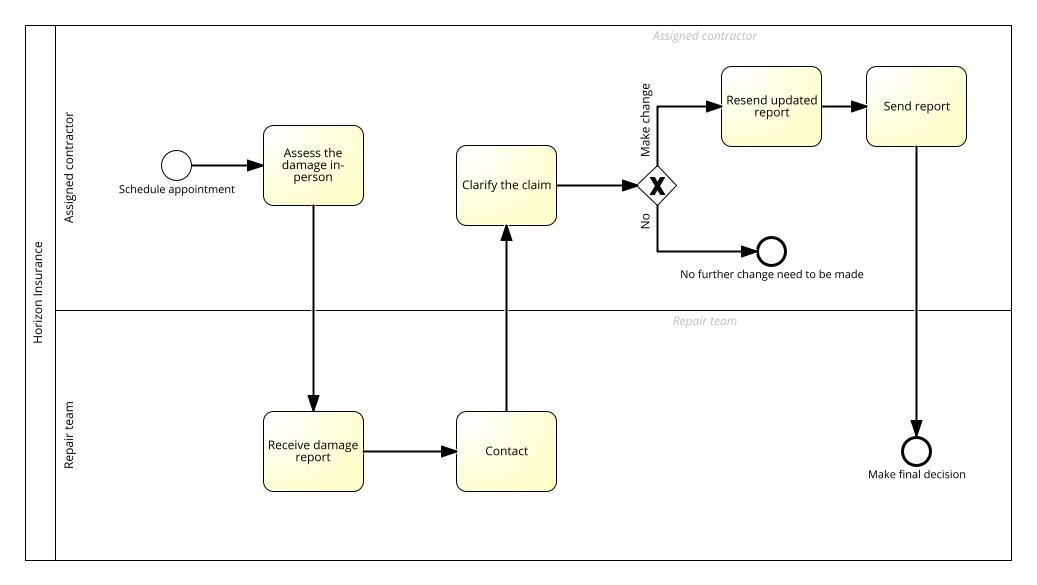 Horizon Insurance
Assigned contractor
Assigned contractor
Schedule appointment
Assess the
damage in-
person
Clarify the claim
Make change
No
Resend updated
report
Send report
No further change need to be made
Repair team
Repair team
Receive damage
report
Contact
Make final decision